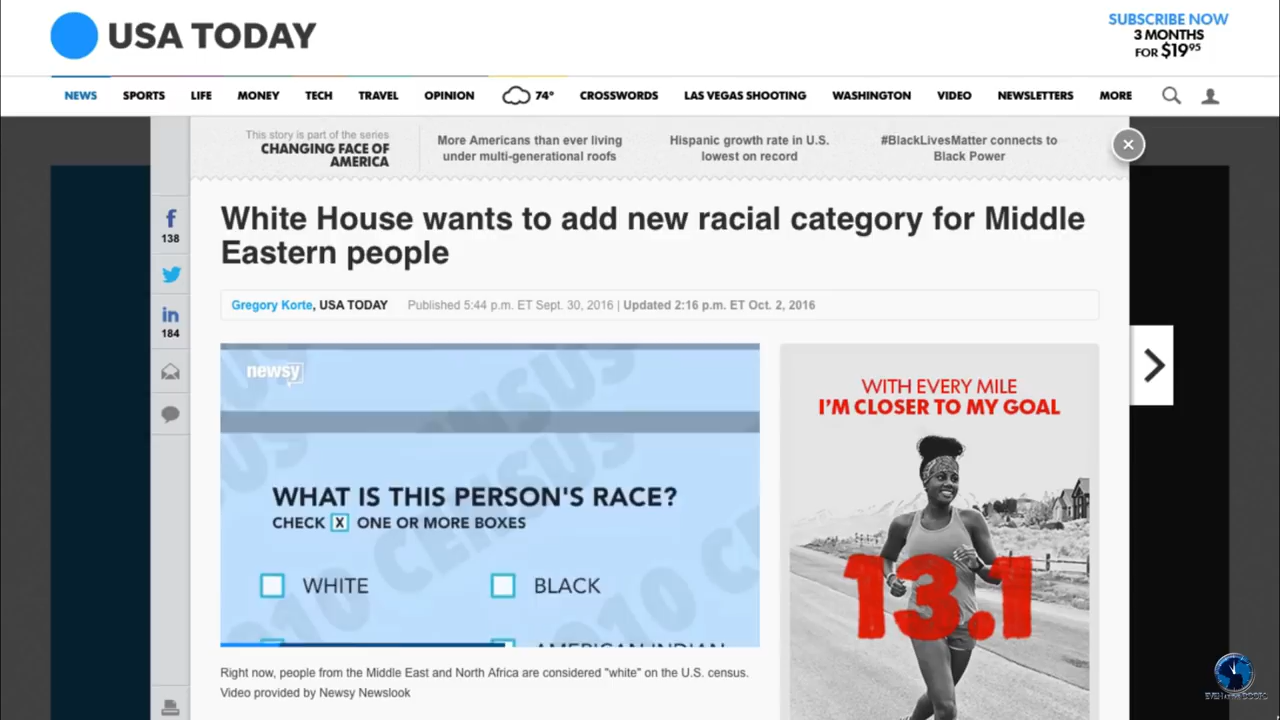 USA TODAY
SUBSCRIBE NOW
3 MONTHS
FOR $19.95
NEWS SPORTS LIFE MONEY TECH TRAVEL OPINION 74° CROSSWORDS LAS VEGAS SHOOTING WASHINGTON VIDEO NEWSLETTERS MORE
This story is part of the series
CHANGING FACE OF
AMERICA
More Americans than ever living
under multi-generational roofs
Hispanic growth rate in U.S.
lowest on record
#BlackLivesMatter connects to
Black Power
f
138
in
184
White House wants to add new racial category for Middle
Eastern people
Gregory Korte, USA TODAY Published 5:44 p.m. ET Sept. 30, 2016 | Updated 2:16 p.m. ET Oct. 2, 2016
newsy
CENSUS
2010 CENSUS
WHAT IS THIS PERSON'S RACE?
CHECK X ONE OR MORE BOXES
WHITE
BLACK
AMERICAN INDIAN
Right now, people from the Middle East and North Africa are considered "white" on the U.S. census.
Video provided by Newsy Newslook
WITH EVERY MILE
I'M CLOSER TO MY GOAL
13.1